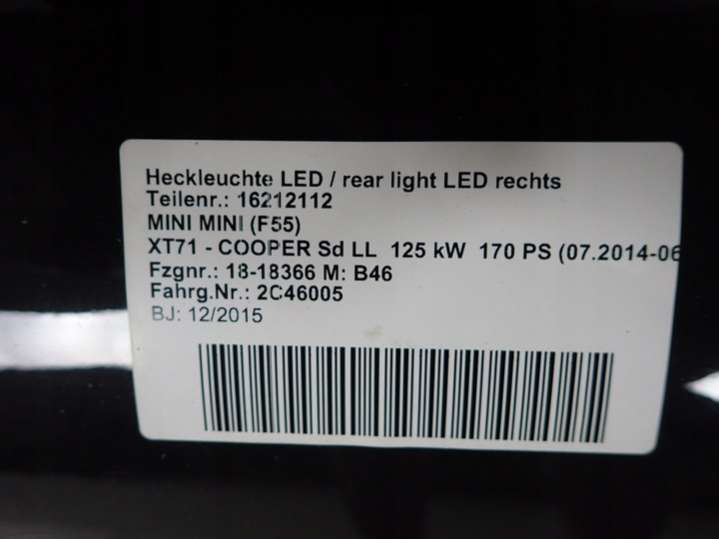 Heckleuchte LED / rear light LED rechts
Teilenr.: 16212112
MINI MINI (F55)
XT71 - COOPER Sd LL 125 kW 170 PS (07.2014-06
Fzgnr.: 18-18366 M: B46
Fahrg.Nr.: 2C46005
BJ: 12/2015